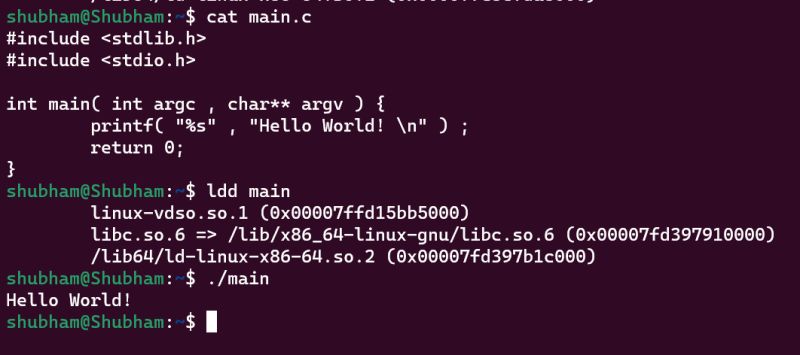 shubham@Shubham:~$ cat main.c
#include <stdlib.h>
#include <stdio.h>

int main( int argc , char** argv ) {
        printf( "%s" , "Hello World! \n" ) ;
        return 0;
}
shubham@Shubham:~$ ldd main
        linux-vdso.so.1 (0x00007ffd15bb5000)
        libc.so.6 => /lib/x86_64-linux-gnu/libc.so.6 (0x00007fd397910000)
        /lib64/ld-linux-x86-64.so.2 (0x00007fd397b1c000)
shubham@Shubham:~$ ./main
Hello World!
shubham@Shubham:~$